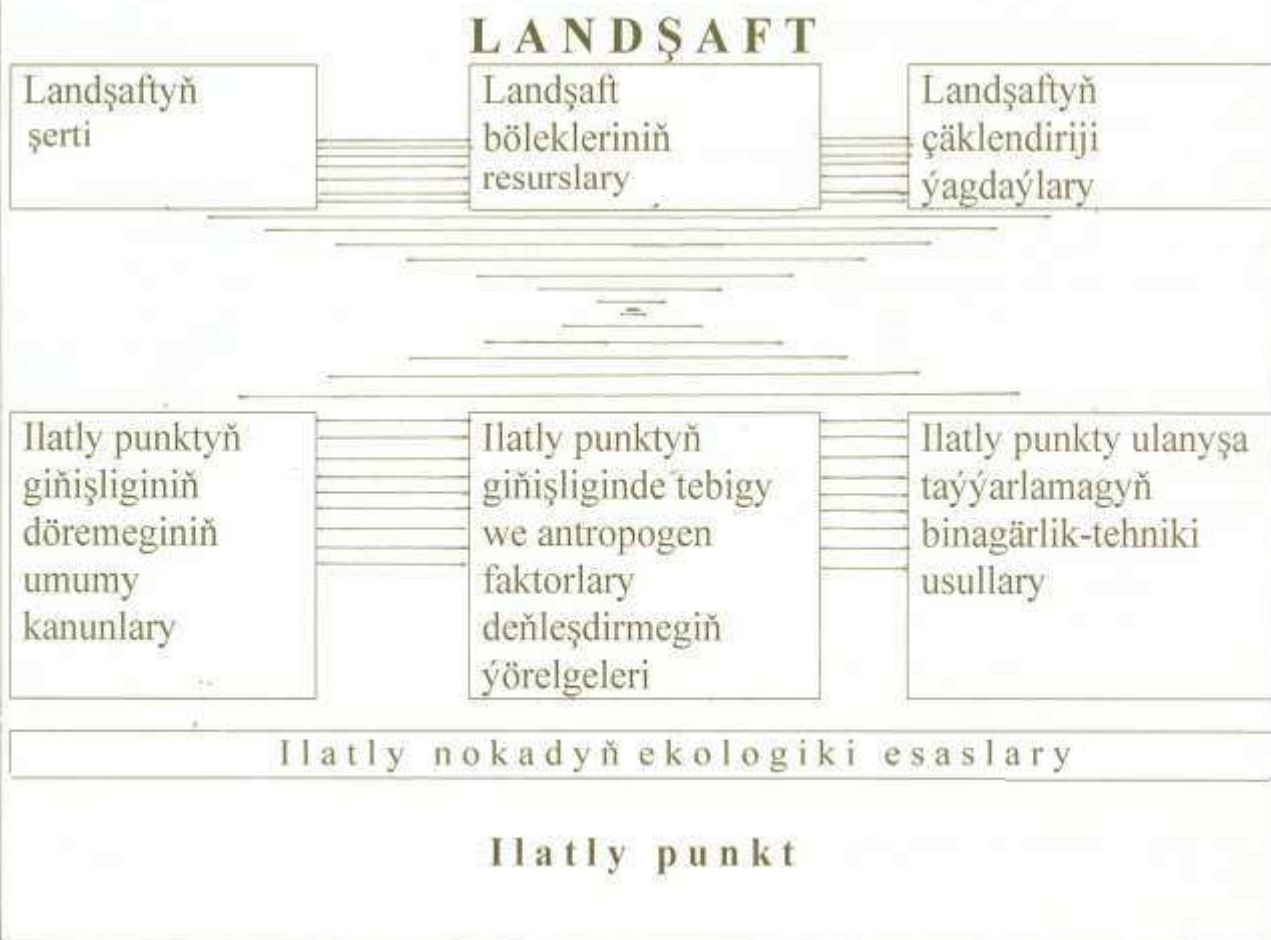 LANDŞAFT
Landşaftyň
şerti
Landşaft
bölekleriniň
resurslary
Landşaftyň
çäklendiriji
ýagdaýlary
Ilatly punktyň
giňişliginiň
döremeginiň
umumy
kanunlary
Ilatly punktyň
giňişliginde tebigy
we antropogen
faktorlary
deňleşdirmegiň
ýörelgeleri
Ilatly punkty ulanyşa
taýýarlamagyň
binagärlik-tehniki
usullary
Ilatly nokadyň ekologiki esaslary
Ilatly punkt